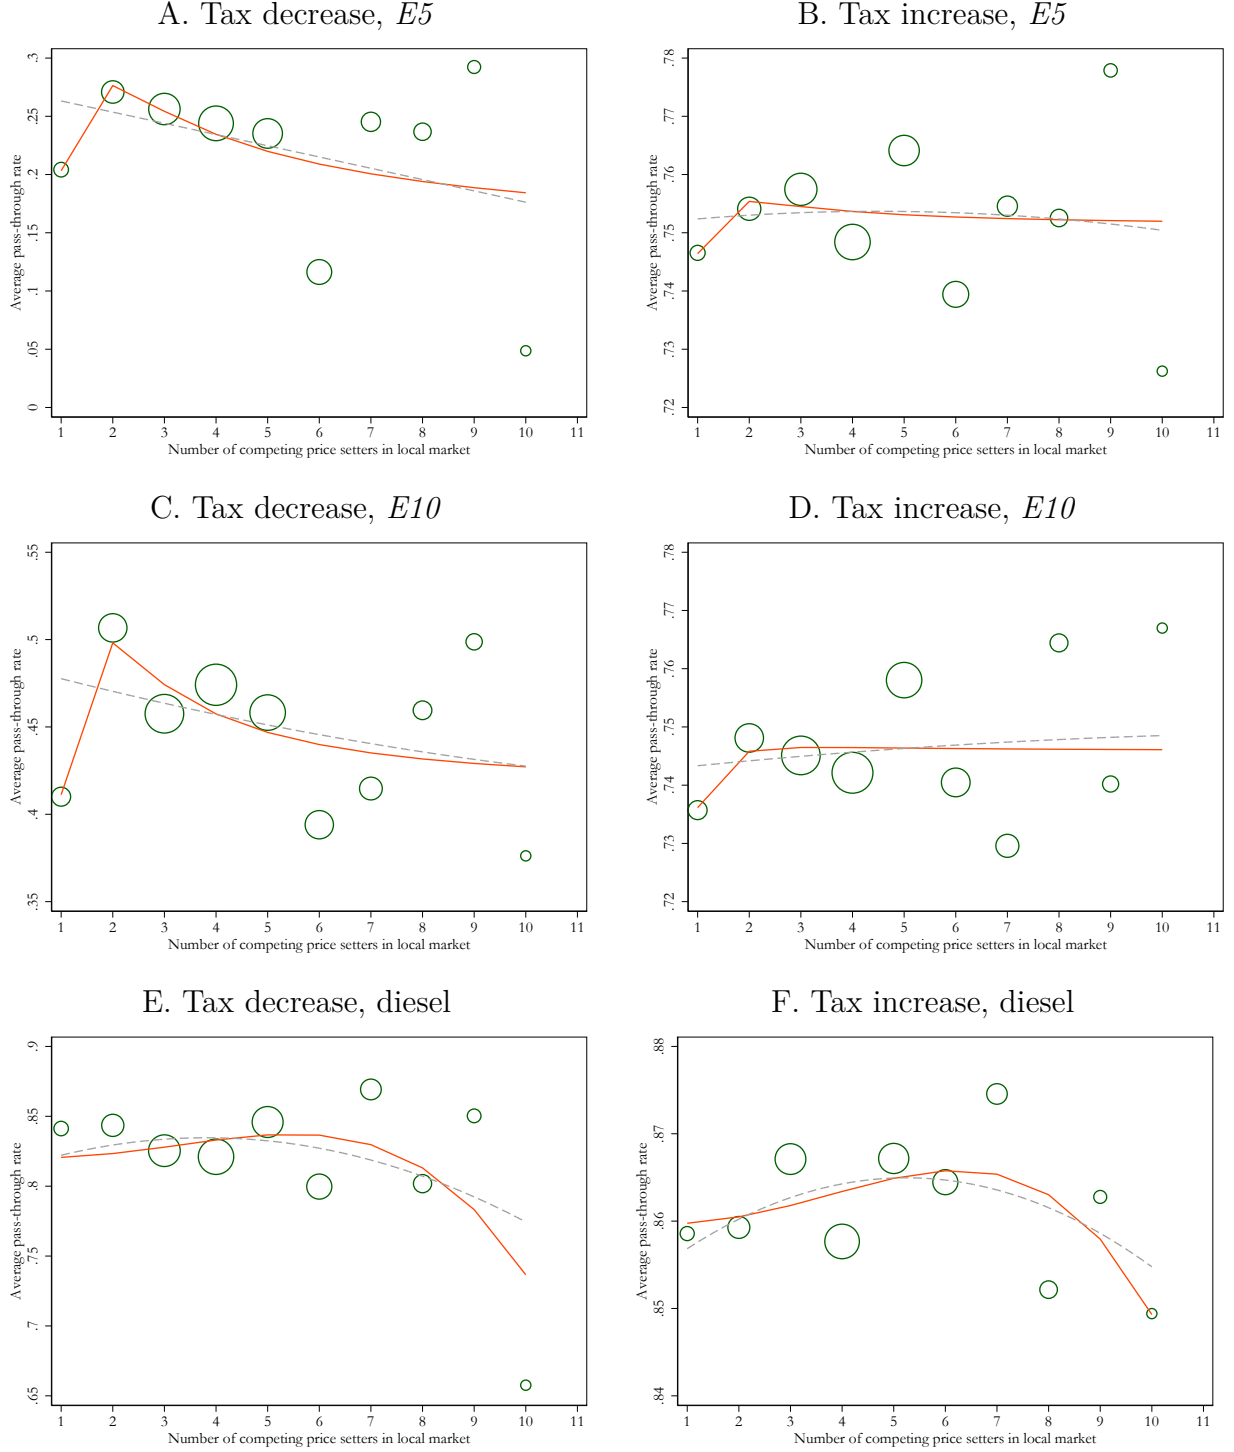 A. Tax decrease, E5
Average pass-through rate
.3
.25
.2
.15
.1
.05
0
1 2 3 4 5 6 7 8 9 10 11
Number of competing price setters in local market
B. Tax increase, E5
Average pass-through rate
.78
.77
.76
.75
.74
.73
.72
1 2 3 4 5 6 7 8 9 10 11
Number of competing price setters in local market
C. Tax decrease, E10
Average pass-through rate
.55
.5
.45
.4
.35
1 2 3 4 5 6 7 8 9 10 11
Number of competing price setters in local market
D. Tax increase, E10
Average pass-through rate
.78
.77
.76
.75
.74
.73
.72
1 2 3 4 5 6 7 8 9 10 11
Number of competing price setters in local market
E. Tax decrease, diesel
Average pass-through rate
.9
.85
.8
.75
.7
.65
1 2 3 4 5 6 7 8 9 10 11
Number of competing price setters in local market
F. Tax increase, diesel
Average pass-through rate
.88
.87
.86
.85
.84
1 2 3 4 5 6 7 8 9 10 11
Number of competing price setters in local market